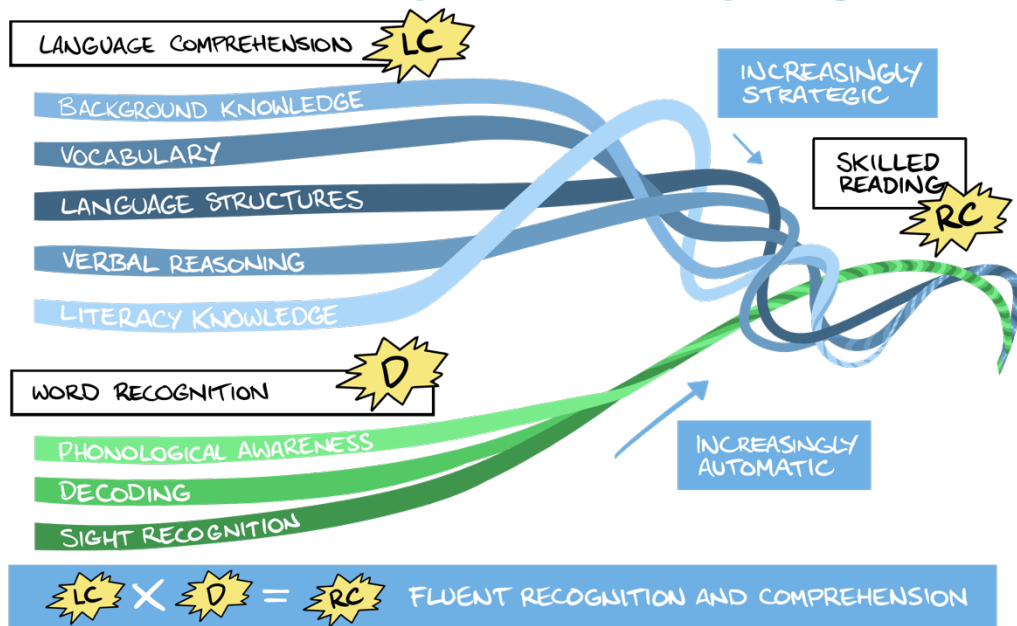 LANGUAGE COMPREHENSION LC
BACKGROUND KNOWLEDGE
VOCABULARY
LANGUAGE STRUCTURES
VERBAL REASONING
LITERACY KNOWLEDGE
INCREASINGLY
STRATEGIC
SKILLED
READING
RC
WORD RECOGNITION D
PHONOLOGICAL AWARENESS
DECODING
SIGHT RECOGNITION
INCREASINGLY
AUTOMATIC
LC × D = RC FLUENT RECOGNITION AND COMPREHENSION